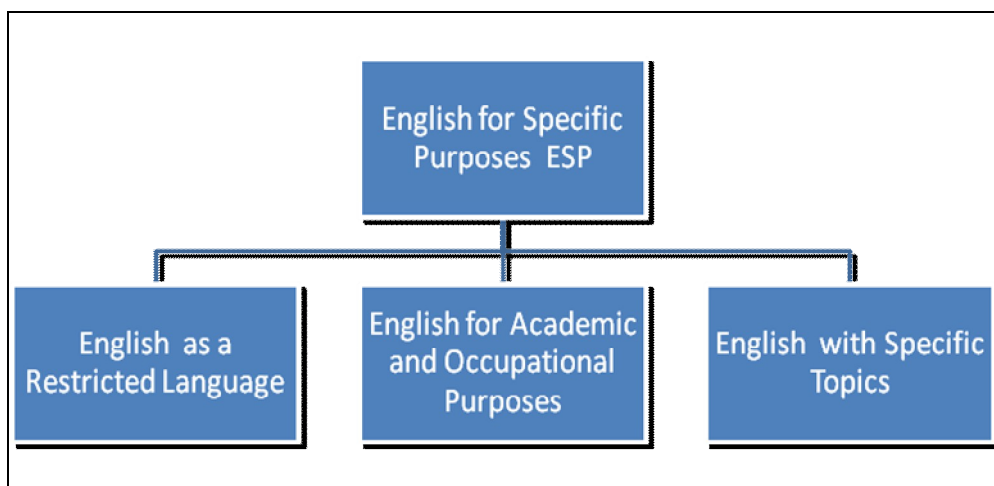 English for Specific
Purposes ESP
English as a
Restricted Language
English for Academic
and Occupational
Purposes
English with Specific
Topics